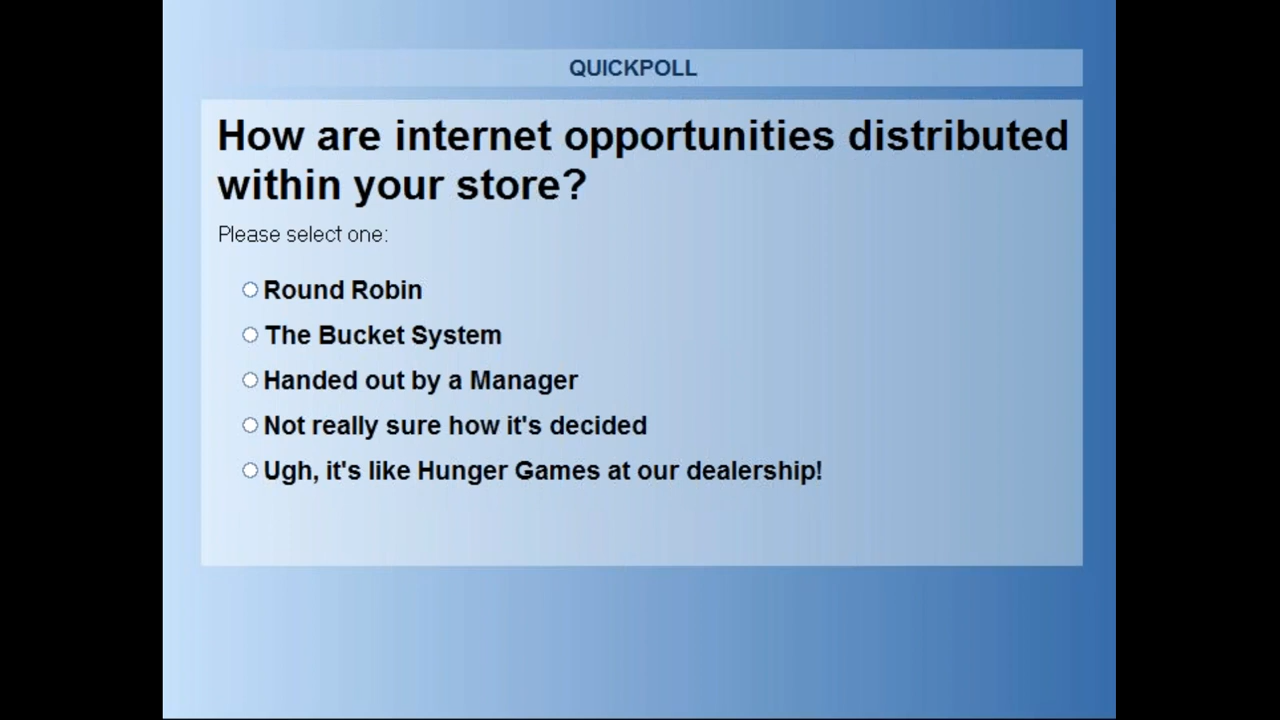 QUICKPOLL
How are internet opportunities distributed
within your store?
Please select one:
Round Robin
The Bucket System
Handed out by a Manager
Not really sure how it's decided
Ugh, it's like Hunger Games at our dealership!